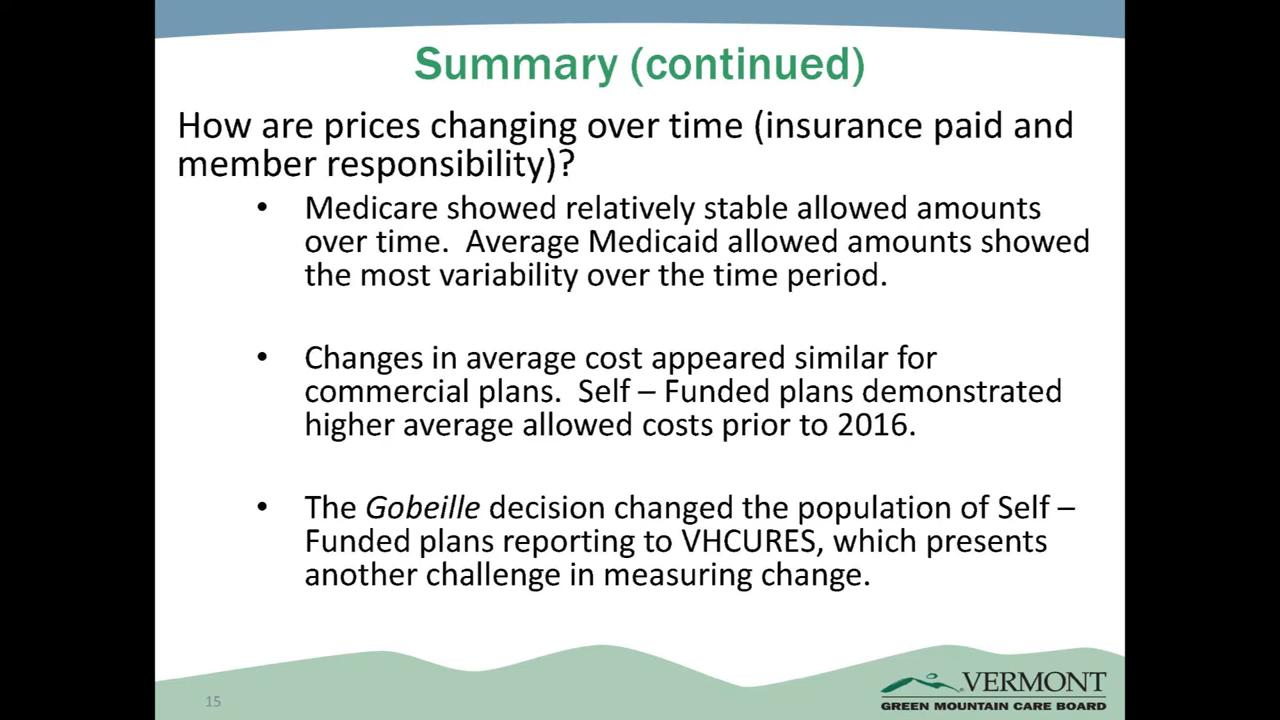 Summary (continued)
How are prices changing over time (insurance paid and
member responsibility)?
• Medicare showed relatively stable allowed amounts
over time.  Average Medicaid allowed amounts showed
the most variability over the time period.
• Changes in average cost appeared similar for
commercial plans.  Self – Funded plans demonstrated
higher average allowed costs prior to 2016.
• The Gobeille decision changed the population of Self –
Funded plans reporting to VHCURES, which presents
another challenge in measuring change.
15
VERMONT
GREEN MOUNTAIN CARE BOARD